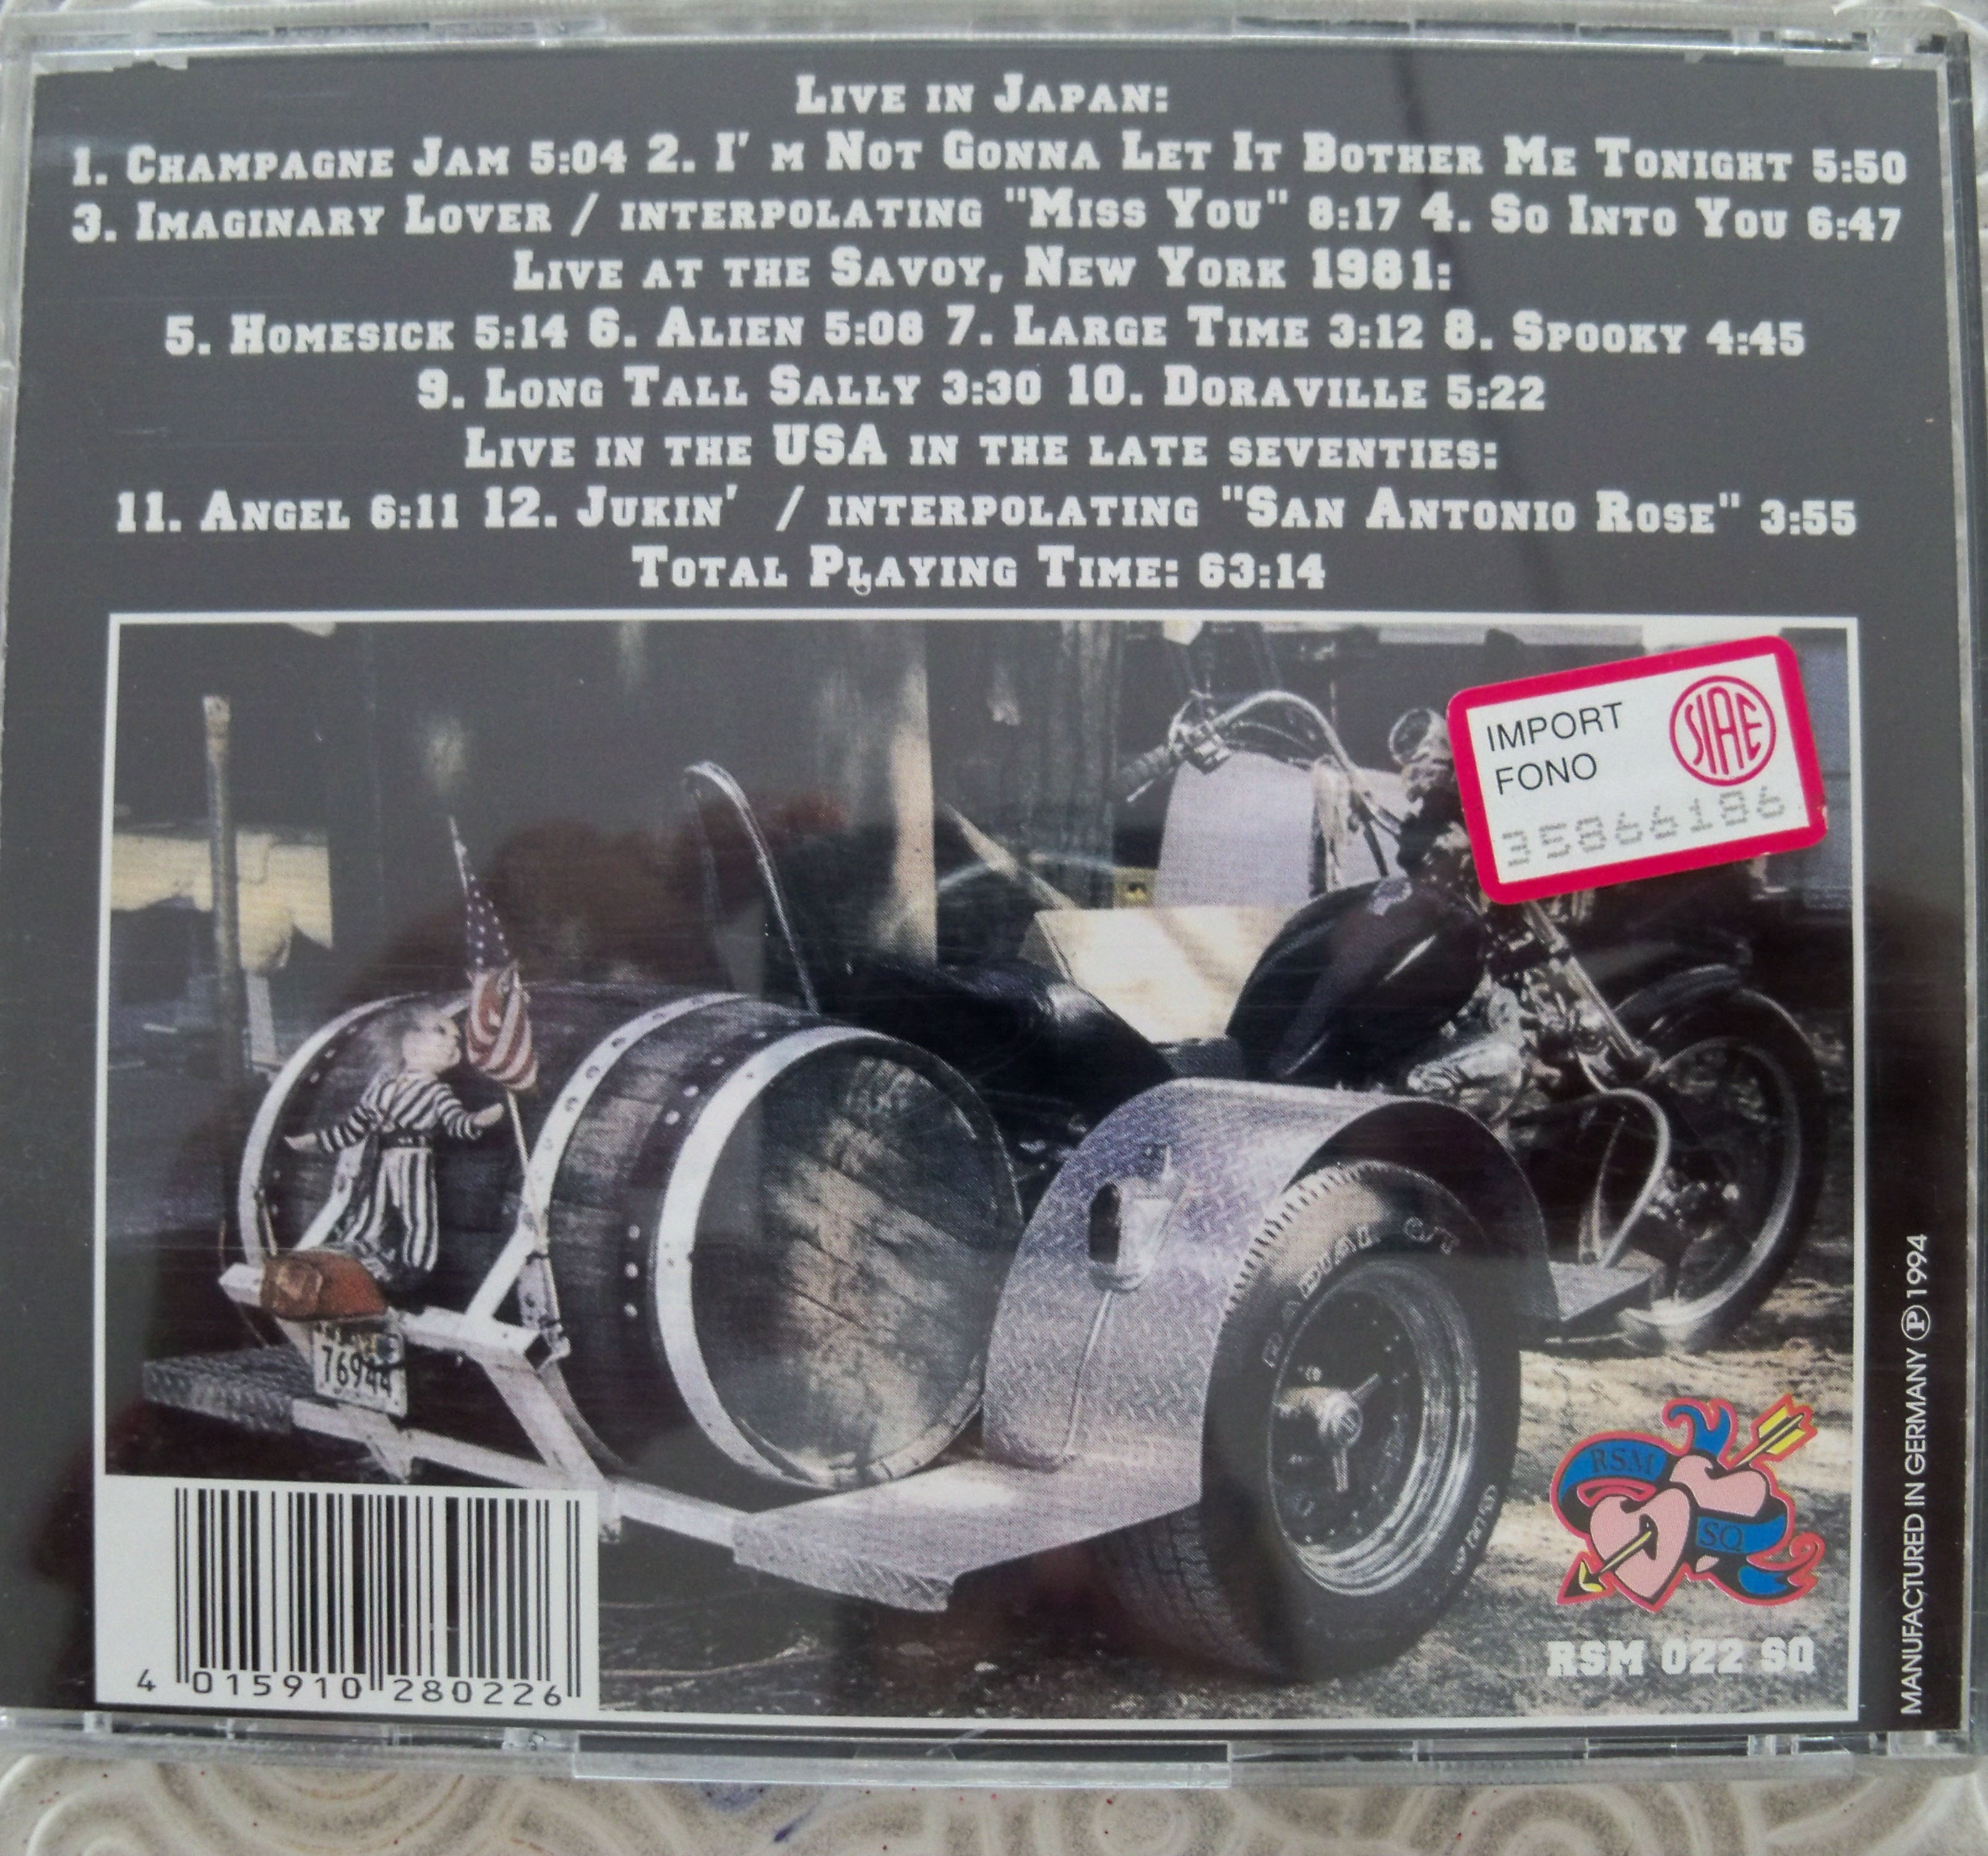 LIVE IN JAPAN:
1. CHAMPAGNE JAM 5:04 2. I' M NOT GONNA LET IT BOTHER ME TONIGHT 5:50
3. IMAGINARY LOVER / INTERPOLATING "MISS YOU" 8:17 4. SO INTO YOU 6:47
LIVE AT THE SAVOY, NEW YORK 1981:
5. HOMESICK 5:14 6. ALIEN 5:08 7. LARGE TIME 3:12 8. SPOOKY 4:45
9. LONG TALL SALLY 3:30 10. DORAVILLE 5:22
LIVE IN THE USA IN THE LATE SEVENTIES:
11. ANGEL 6:11 12. JUKIN' / INTERPOLATING "SAN ANTONIO ROSE" 3:55
TOTAL PLAYING TIME: 63:14
IMPORT
FONO
SIAE
RADIAL G/T
76944
RSM
SQ
RSM 022 SQ
4 015910 280226
MANUFACTURED IN GERMANY Ⓟ 1994